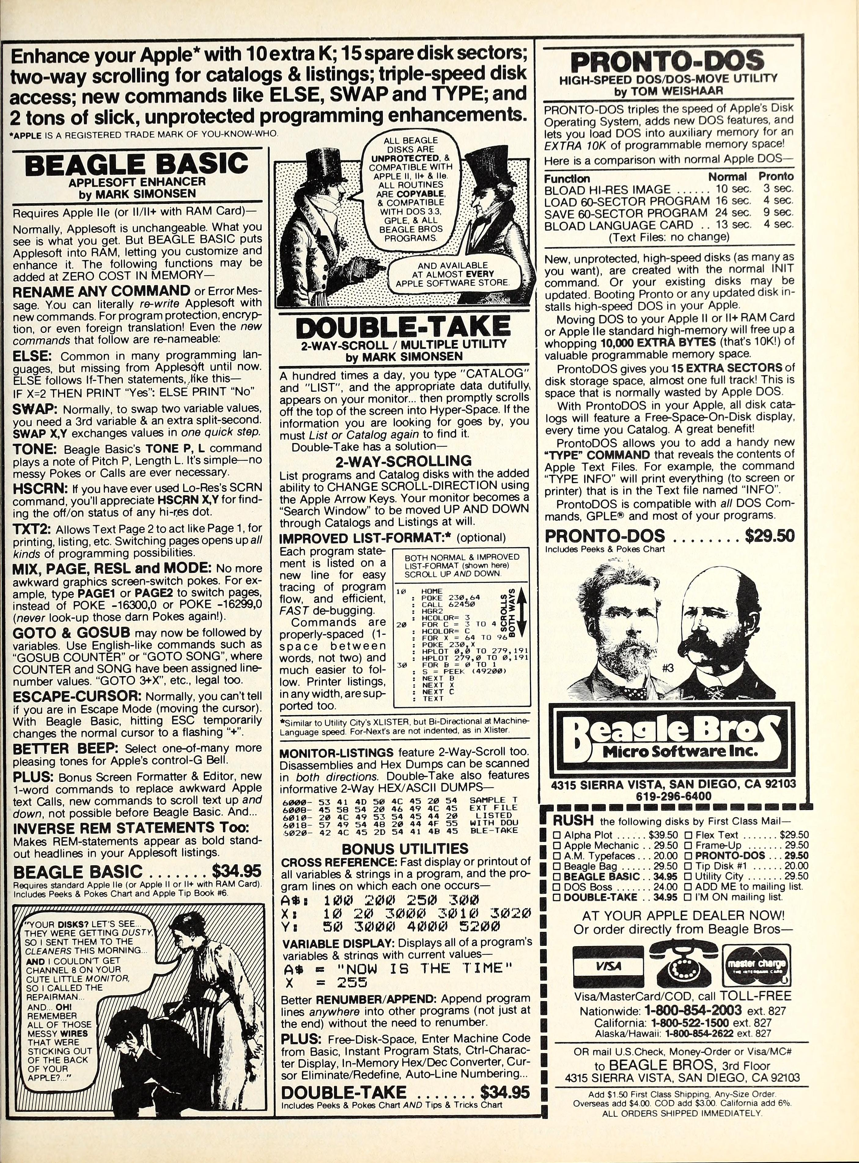 Enhance your Apple* with 10 extra K; 15 spare disk sectors;
two-way scrolling for catalogs & listings; triple-speed disk
access; new commands like ELSE, SWAP and TYPE; and
2 tons of slick, unprotected programming enhancements.
*APPLE IS A REGISTERED TRADE MARK OF YOU-KNOW-WHO.
BEAGLE BASIC
APPLESOFT ENHANCER
by MARK SIMONSEN
Requires Apple IIe (or II/II+ with RAM Card)—
Normally, Applesoft is unchangeable. What you
see is what you get. But BEAGLE BASIC puts
Applesoft into RAM, letting you customize and
enhance it. The following functions may be
added at ZERO COST IN MEMORY—
RENAME ANY COMMAND or Error Mes-
sage. You can literally re-write Applesoft with
new commands. For program protection, encryp-
tion, or even foreign translation! Even the new
commands that follow are re-nameable:
ELSE: Common in many programming lan-
guages, but missing from Applesoft until now.
ELSE follows If-Then statements, like this—
IF X=2 THEN PRINT "Yes": ELSE PRINT "No"
SWAP: Normally, to swap two variable values,
you need a 3rd variable & an extra split-second.
SWAP X,Y exchanges values in one quick step.
TONE: Beagle Basic's TONE P, L command
plays a note of Pitch P, Length L. It's simple—no
messy Pokes or Calls are ever necessary.
HSCRN: If you have ever used Lo-Res's SCRN
command, you'll appreciate HSCRN X,Y for find-
ing the off/on status of any hi-res dot.
TXT2: Allows Text Page 2 to act like Page 1, for
printing, listing, etc. Switching pages opens up all
kinds of programming possibilities.
MIX, PAGE, RESL and MODE: No more
awkward graphics screen-switch pokes. For ex-
ample, type PAGE1 or PAGE2 to switch pages,
instead of POKE -16300,0 or POKE -16299,0
(never look-up those darn Pokes again!).
GOTO & GOSUB may now be followed by
variables. Use English-like commands such as
"GOSUB COUNTER" or "GOTO SONG", where
COUNTER and SONG have been assigned line-
number values. "GOTO 3+X", etc., legal too.
ESCAPE-CURSOR: Normally, you can't tell
if you are in Escape Mode (moving the cursor).
With Beagle Basic, hitting ESC temporarily
changes the normal cursor to a flashing "+".
BETTER BEEP: Select one-of-many more
pleasing tones for Apple's control-G Bell.
PLUS: Bonus Screen Formatter & Editor, new
1-word commands to replace awkward Apple
text Calls, new commands to scroll text up and
down, not possible before Beagle Basic. And...
INVERSE REM STATEMENTS Too:
Makes REM-statements appear as bold stand-
out headlines in your Applesoft listings.
BEAGLE BASIC ....... $34.95
Requires standard Apple IIe (or Apple II or II+ with RAM Card).
Includes Peeks & Pokes Chart and Apple Tip Book #6.
"YOUR DISKS? LET'S SEE...
THEY WERE GETTING DUSTY,
SO I SENT THEM TO THE
CLEANERS THIS MORNING...
AND I COULDN'T GET
CHANNEL 8 ON YOUR
CUTE LITTLE MONITOR,
SO I CALLED THE
REPAIRMAN...
AND... OH!
REMEMBER
ALL OF THOSE
MESSY WIRES
THAT WERE
STICKING OUT
OF THE BACK
OF YOUR
APPLE?..."
ALL BEAGLE
DISKS ARE
UNPROTECTED, &
COMPATIBLE WITH
APPLE II, II+ & IIe.
ALL ROUTINES
ARE COPYABLE,
& COMPATIBLE
WITH DOS 3.3,
GPLE, & ALL
BEAGLE BROS
PROGRAMS.
AND AVAILABLE
AT ALMOST EVERY
APPLE SOFTWARE STORE.
DOUBLE-TAKE
2-WAY-SCROLL / MULTIPLE UTILITY
by MARK SIMONSEN
A hundred times a day, you type "CATALOG"
and "LIST", and the appropriate data dutifully,
appears on your monitor... then promptly scrolls
off the top of the screen into Hyper-Space. If the
information you are looking for goes by, you
must List or Catalog again to find it.
Double-Take has a solution—
2-WAY-SCROLLING
List programs and Catalog disks with the added
ability to CHANGE SCROLL-DIRECTION using
the Apple Arrow Keys. Your monitor becomes a
"Search Window" to be moved UP AND DOWN
through Catalogs and Listings at will.
IMPROVED LIST-FORMAT:* (optional)
Each program state-
ment is listed on a
new line for easy
tracing of program
flow, and efficient,
FAST de-bugging.
Commands are
properly-spaced (1-
space between
words, not two) and
much easier to fol-
low. Printer listings,
in any width, are sup-
ported too.
BOTH NORMAL & IMPROVED
LIST-FORMAT (shown here)
SCROLL UP AND DOWN.
10 HOME
: POKE 230,64
: CALL 62450
: HGR2
: HCOLOR= 3
20 FOR C = 3 TO 4
: HCOLOR= C
: FOR X = 64 TO 96
: POKE 230,X
: HPLOT 0,0 TO 279,191
: HPLOT 279,0 TO 0,191
30 FOR B = 0 TO 1
: S = PEEK (49200)
: NEXT B
: NEXT X
: NEXT C
: TEXT
SCROLLS
BOTH WAYS
*Similar to Utility City's XLISTER, but Bi-Directional at Machine-
Language speed. For-Next's are not indented, as in Xlister.
MONITOR-LISTINGS feature 2-Way-Scroll too.
Disassemblies and Hex Dumps can be scanned
in both directions. Double-Take also features
informative 2-Way HEX/ASCII DUMPS—
6000- 53 41 4D 50 4C 45 20 54 SAMPLE T
6008- 45 58 54 20 46 49 4C 45 EXT FILE
6010- 20 4C 49 53 54 45 44 20 LISTED
6018- 57 49 54 48 20 44 4F 55 WITH DOU
6020- 42 4C 45 2D 54 41 4B 45 BLE-TAKE
BONUS UTILITIES
CROSS REFERENCE: Fast display or printout of
all variables & strings in a program, and the pro-
gram lines on which each one occurs—
A$: 100 200 250 300
X: 10 20 3000 3010 3020
Y: 50 3000 4000 5200
VARIABLE DISPLAY: Displays all of a program's
variables & strings with current values—
A$ = "NOW IS THE TIME"
X = 255
Better RENUMBER/APPEND: Append program
lines anywhere into other programs (not just at
the end) without the need to renumber.
PLUS: Free-Disk-Space, Enter Machine Code
from Basic, Instant Program Stats, Ctrl-Charac-
ter Display, In-Memory Hex/Dec Converter, Cur-
sor Eliminate/Redefine, Auto-Line Numbering...
DOUBLE-TAKE ....... $34.95
Includes Peeks & Pokes Chart AND Tips & Tricks Chart
PRONTO-DOS
HIGH-SPEED DOS/DOS-MOVE UTILITY
by TOM WEISHAAR
PRONTO-DOS triples the speed of Apple's Disk
Operating System, adds new DOS features, and
lets you load DOS into auxiliary memory for an
EXTRA 10K of programmable memory space!
Here is a comparison with normal Apple DOS—
Function Normal Pronto
BLOAD HI-RES IMAGE ...... 10 sec. 3 sec.
LOAD 60-SECTOR PROGRAM 16 sec. 4 sec.
SAVE 60-SECTOR PROGRAM 24 sec. 9 sec.
BLOAD LANGUAGE CARD .. 13 sec. 4 sec.
(Text Files: no change)
New, unprotected, high-speed disks (as many as
you want), are created with the normal INIT
command. Or your existing disks may be
updated. Booting Pronto or any updated disk in-
stalls high-speed DOS in your Apple.
Moving DOS to your Apple II or II+ RAM Card
or Apple IIe standard high-memory will free up a
whopping 10,000 EXTRA BYTES (that's 10K!) of
valuable programmable memory space.
ProntoDOS gives you 15 EXTRA SECTORS of
disk storage space, almost one full track! This is
space that is normally wasted by Apple DOS.
With ProntoDOS in your Apple, all disk cata-
logs will feature a Free-Space-On-Disk display,
every time you Catalog. A great benefit!
ProntoDOS allows you to add a handy new
"TYPE" COMMAND that reveals the contents of
Apple Text Files. For example, the command
"TYPE INFO" will print everything (to screen or
printer) that is in the Text file named "INFO".
ProntoDOS is compatible with all DOS Com-
mands, GPLE® and most of your programs.
PRONTO-DOS ........ $29.50
Includes Peeks & Pokes Chart
#3
Beagle Bros
Micro Software Inc.
4315 SIERRA VISTA, SAN DIEGO, CA 92103
619-296-6400
RUSH the following disks by First Class Mail—
□ Alpha Plot ...... $39.50 □ Flex Text ....... $29.50
□ Apple Mechanic .. 29.50 □ Frame-Up ....... 29.50
□ A.M. Typefaces ... 20.00 □ PRONTO-DOS ... 29.50
□ Beagle Bag ...... 29.50 □ Tip Disk #1 ..... 20.00
□ BEAGLE BASIC . 34.95 □ Utility City ...... 29.50
□ DOS Boss ....... 24.00 □ ADD ME to mailing list.
□ DOUBLE-TAKE .. 34.95 □ I'M ON mailing list.
AT YOUR APPLE DEALER NOW!
Or order directly from Beagle Bros—
VISA
master charge
THE INTERBANK CARD
Visa/MasterCard/COD, call TOLL-FREE
Nationwide: 1-800-854-2003 ext. 827
California: 1-800-522-1500 ext. 827
Alaska/Hawaii: 1-800-854-2622 ext. 827
OR mail U.S.Check, Money-Order or Visa/MC#
to BEAGLE BROS, 3rd Floor
4315 SIERRA VISTA, SAN DIEGO, CA 92103
Add $1.50 First Class Shipping, Any-Size Order.
Overseas add $4.00. COD add $3.00. California add 6%.
ALL ORDERS SHIPPED IMMEDIATELY.